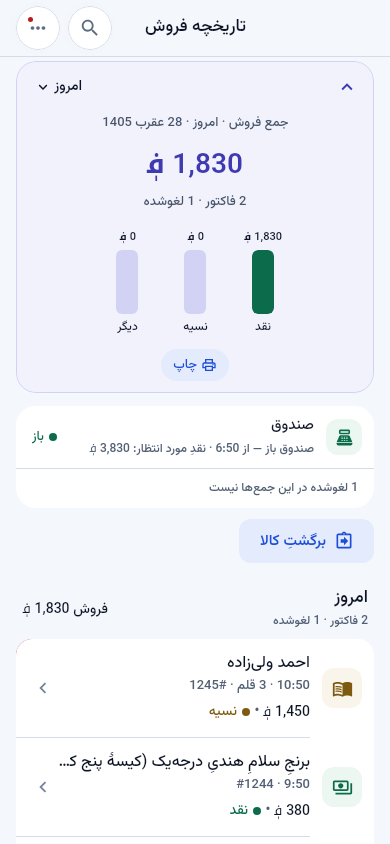 تاریخچه فروش
امروز
جمع فروش · امروز · 28 عقرب 1405
1,830 ؋
2 فاکتور · 1 لغوشده
1,830 ؋
0 ؋
0 ؋
نقد
نسیه
دیگر
چاپ
صندوق
باز
صندوق باز — از 6:50 · نقدِ مورد انتظار: 3,830 ؋
1 لغوشده در این جمع‌ها نیست
برگشتِ کالا
امروز
فروش 1,830 ؋
2 فاکتور · 1 لغوشده
احمد ولی‌زاده
10:50 · 3 قلم · #1245
1,450 ؋ • نسیه
برنجِ سلامِ هندیِ درجه‌یک (کیسهٔ پنج ک...
9:50 · #1244
380 ؋ • نقد